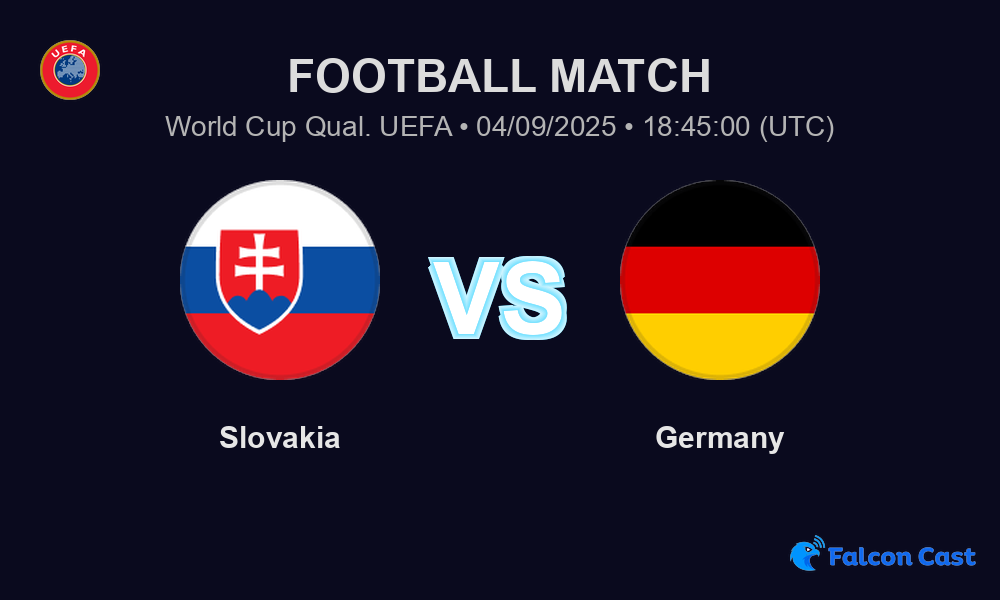 UEFA
FOOTBALL MATCH
World Cup Qual. UEFA • 04/09/2025 • 18:45:00 (UTC)
VS
Slovakia
Germany
Falcon Cast